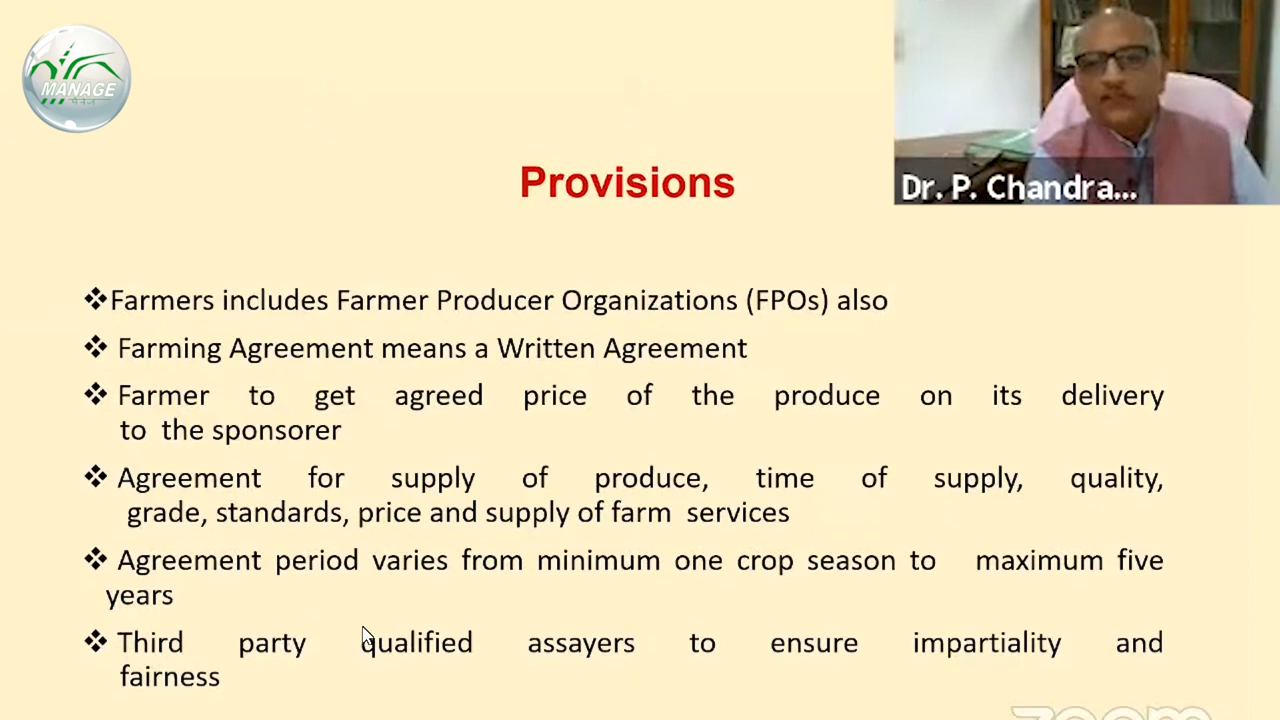 MANAGE
Dr. P. Chandra...
Provisions
❖Farmers includes Farmer Producer Organizations (FPOs) also
❖ Farming Agreement means a Written Agreement
❖ Farmer to get agreed price of the produce on its delivery
to the sponsorer
❖ Agreement for supply of produce, time of supply, quality,
grade, standards, price and supply of farm services
❖ Agreement period varies from minimum one crop season to maximum five
years
❖ Third party qualified assayers to ensure impartiality and
fairness
zoom